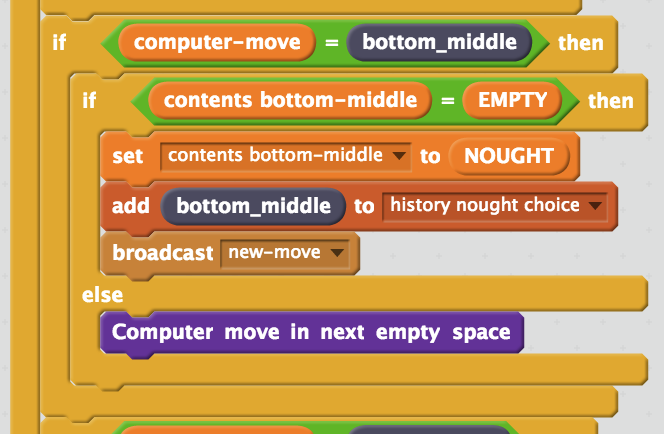 if computer-move = bottom_middle then
if contents bottom-middle = EMPTY then
set contents bottom-middle to NOUGHT
add bottom_middle to history nought choice
broadcast new-move
else
Computer move in next empty space